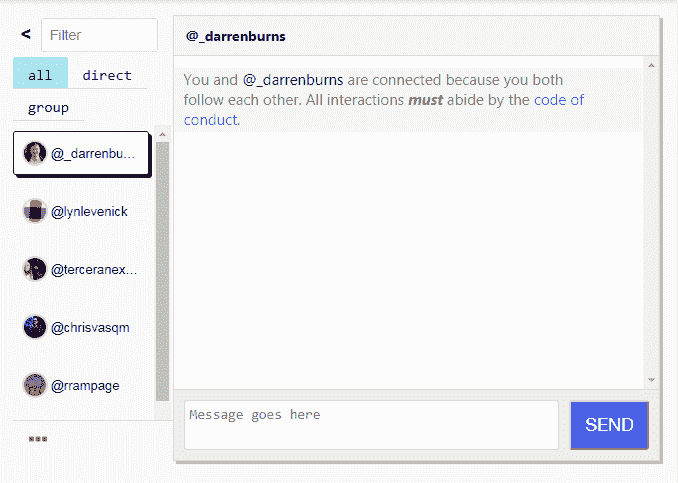 < Filter
all direct
group
@_darrenbu...
@lynlevenick
@terceranex...
@chrisvasqm
@rrampage
@_darrenburns
You and @_darrenburns are connected because you both
follow each other. All interactions must abide by the code of
conduct.
Message goes here
SEND